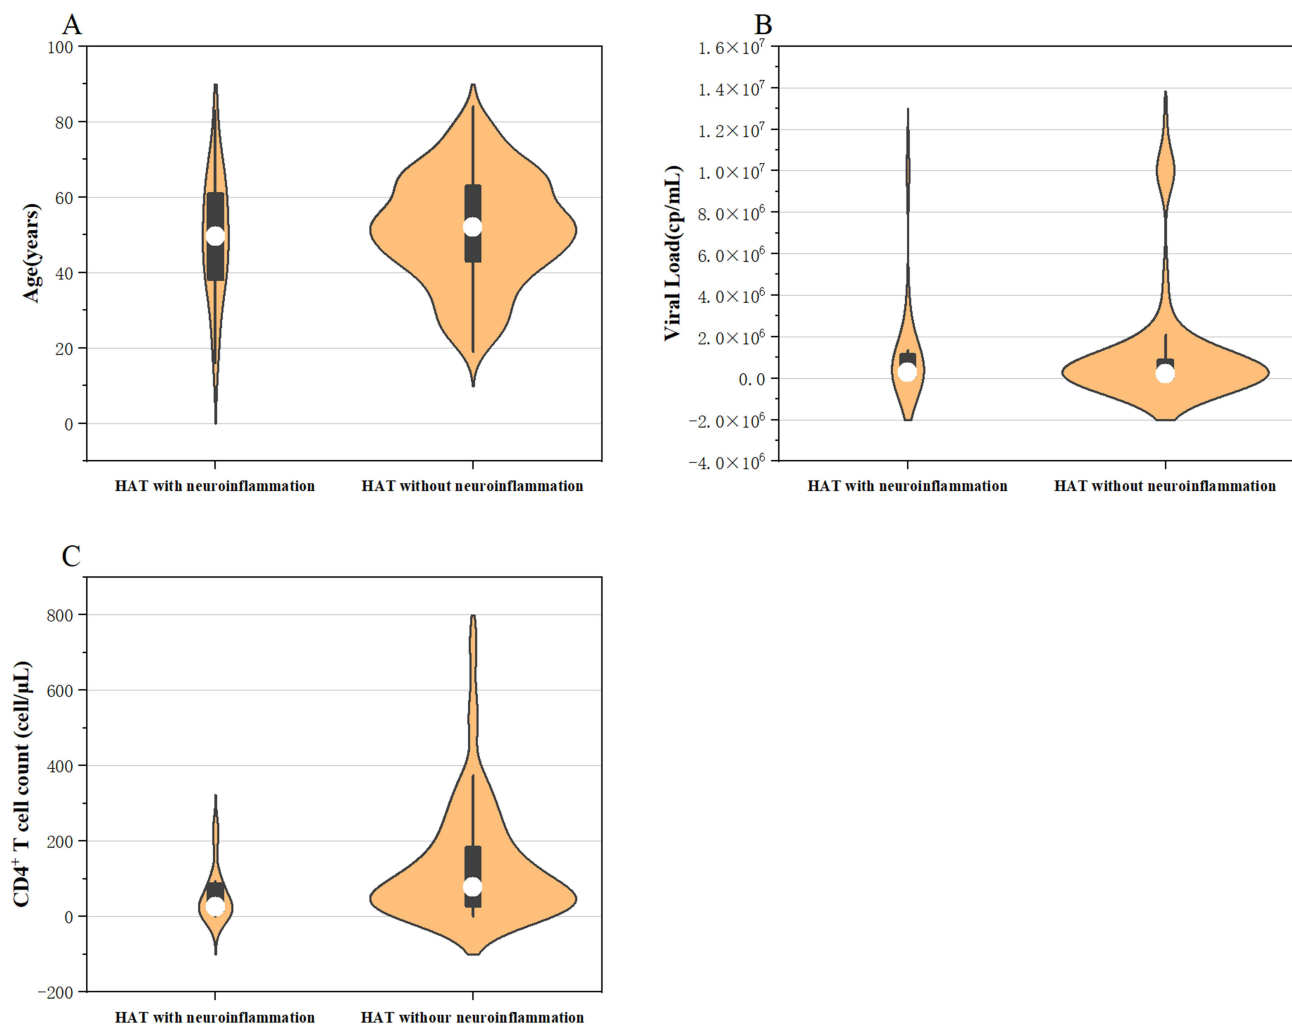 A
Age(years)
100
80
60
40
20
0
HAT with neuroinflammation
HAT without neuroinflammation
B
Viral Load(cp/mL)
1.6×10⁷
1.4×10⁷
1.2×10⁷
1.0×10⁷
8.0×10⁶
6.0×10⁶
4.0×10⁶
2.0×10⁶
0.0
−2.0×10⁶
−4.0×10⁶
HAT with neuroinflammation
HAT without neuroinflammation
C
CD4⁺ T cell count (cell/μL)
800
600
400
200
0
−200
HAT with neuroinflammation
HAT withour neuroinflammation